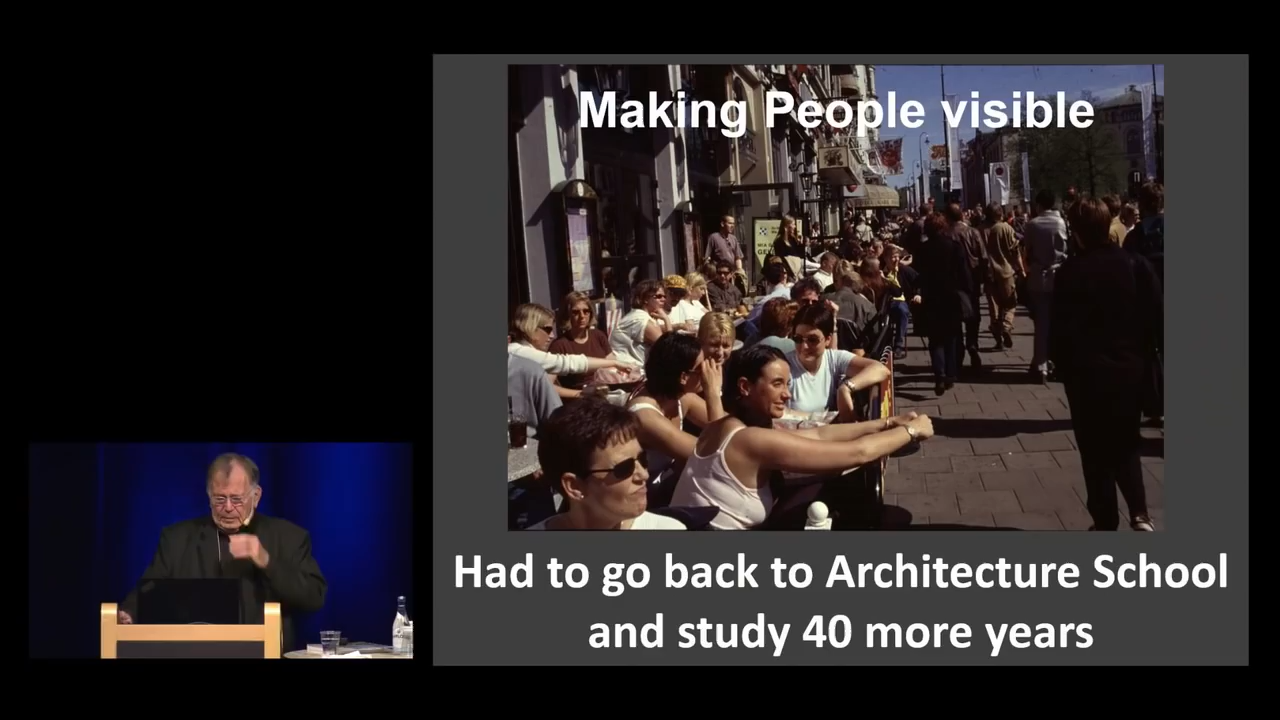 Making People visible
Had to go back to Architecture School
and study 40 more years